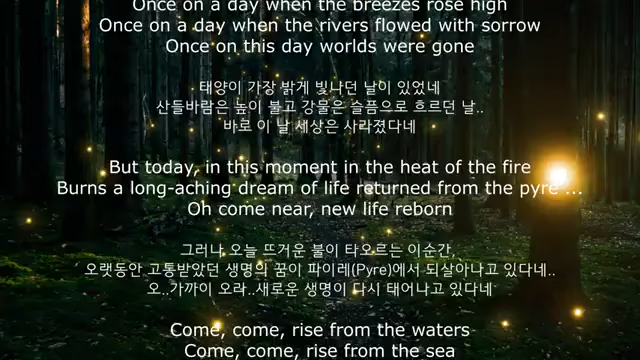 Once on a day when the breezes rose high
Once on a day when the rivers flowed with sorrow
Once on this day worlds were gone
태양이 가장 밝게 빛나던 날이 있었네
산들바람은 높이 불고 강물은 슬픔으로 흐르던 날..
바로 이 날 세상은 사라졌다네
But today, in this moment in the heat of the fire
Burns a long-aching dream of life returned from the pyre ...
Oh come near, new life reborn
그러나 오늘 뜨거운 불이 타오르는 이순간,
오랫동안 고통받았던 생명의 꿈이 파이레(Pyre)에서 되살아나고 있다네..
오..가까이 오라..새로운 생명이 다시 태어나고 있다네
Come, come, rise from the waters
Come, come, rise from the sea